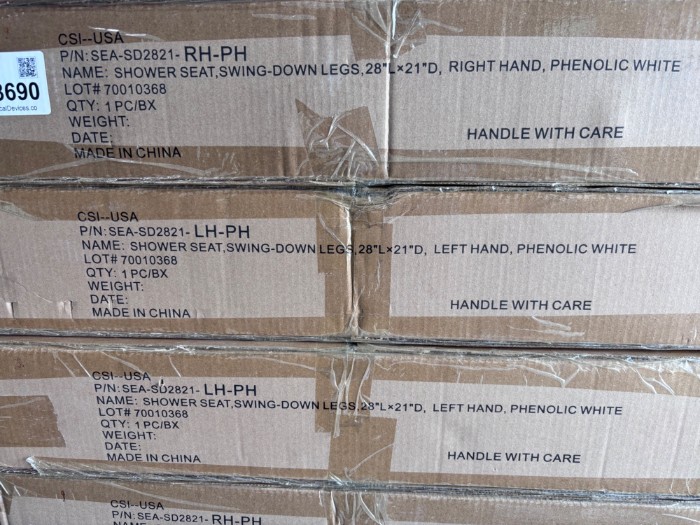 3690
calDevices.co
CSI--USA
P/N: SEA-SD2821- RH-PH
NAME: SHOWER SEAT,SWING-DOWN LEGS,28"L×21"D, RIGHT HAND, PHENOLIC WHITE
LOT# 70010368
QTY: 1 PC/BX
WEIGHT:
DATE:
MADE IN CHINA
HANDLE WITH CARE
CSI--USA
P/N: SEA-SD2821- LH-PH
NAME: SHOWER SEAT,SWING-DOWN LEGS,28"L×21"D, LEFT HAND, PHENOLIC WHITE
LOT# 70010368
QTY: 1 PC/BX
WEIGHT:
DATE:
MADE IN CHINA
HANDLE WITH CARE
CSI--USA
P/N: SEA-SD2821- LH-PH
NAME: SHOWER SEAT,SWING-DOWN LEGS,28"L×21"D, LEFT HAND, PHENOLIC WHITE
LOT# 70010368
QTY: 1 PC/BX
WEIGHT:
DATE:
MADE IN CHINA
HANDLE WITH CARE
CSI--USA
P/N: SEA-SD2821- RH-PH